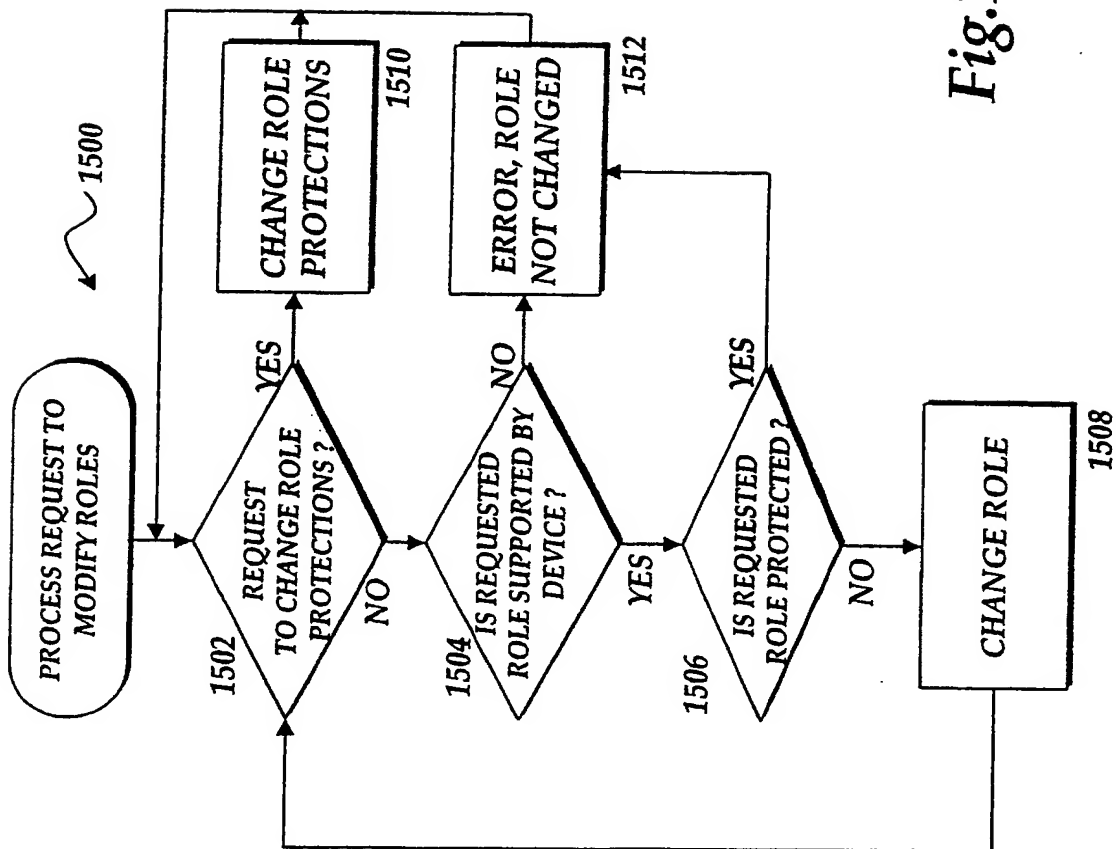 1500
PROCESS REQUEST TO
MODIFY ROLES
1502
REQUEST
TO CHANGE ROLE
PROTECTIONS ?
YES
NO
CHANGE ROLE
PROTECTIONS
1510
1504
IS REQUESTED
ROLE SUPPORTED BY
DEVICE ?
NO
YES
ERROR, ROLE
NOT CHANGED
1512
1506
IS REQUESTED
ROLE PROTECTED ?
YES
NO
CHANGE ROLE
1508
Fig.